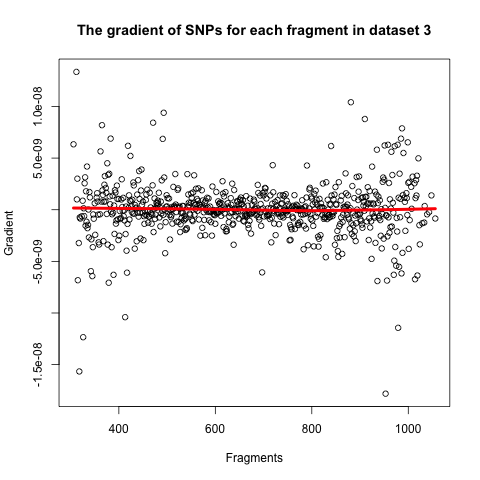 The gradient of SNPs for each fragment in dataset 3
Gradient
1.0e-08
5.0e-09
-5.0e-09
-1.5e-08
400 600 800 1000
Fragments